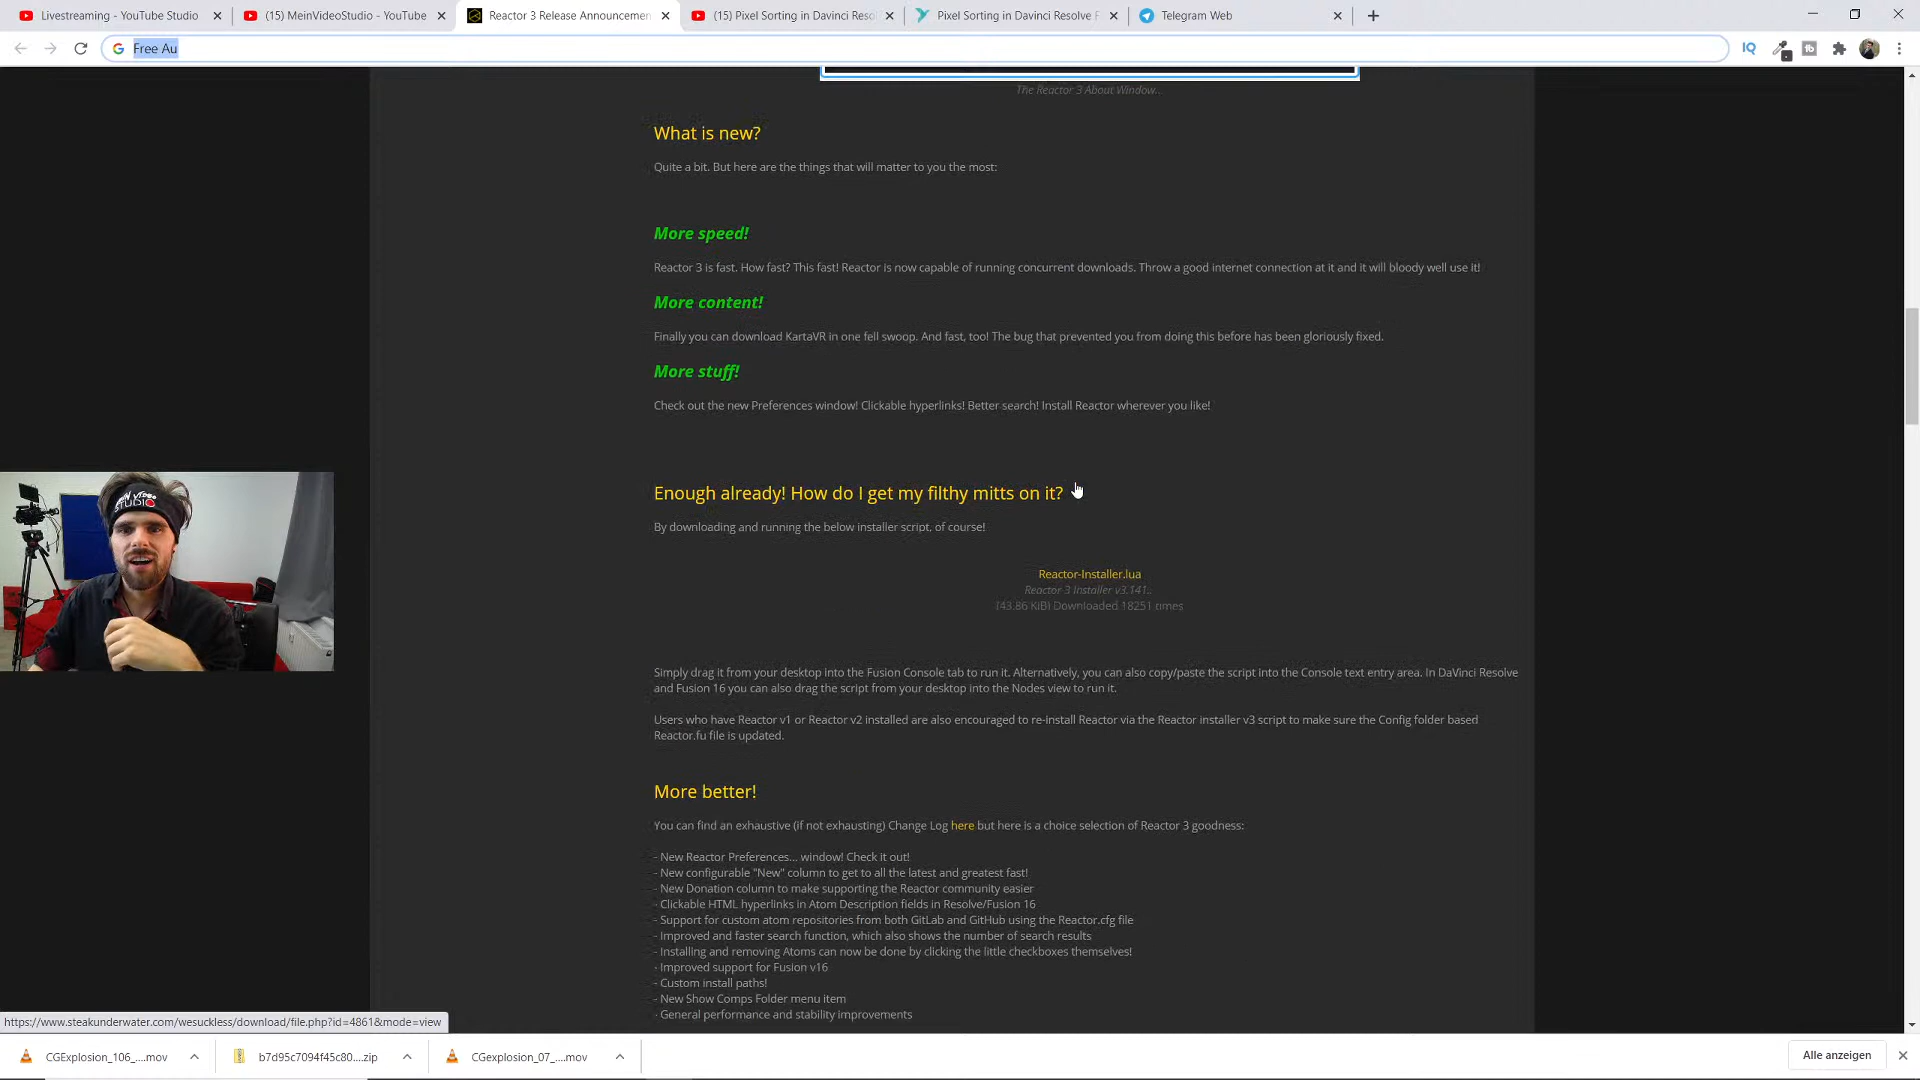 Livestreaming - YouTube Studio
(15) MeinVideoStudio - YouTube
Reactor 3 Release Announcemen
(15) Pixel Sorting in Davinci Reso
Pixel Sorting in Davinci Resolve F
Telegram Web
Free Au
The Reactor 3 About Window..
What is new?
Quite a bit. But here are the things that will matter to you the most:
More speed!
Reactor 3 is fast. How fast? This fast! Reactor is now capable of running concurrent downloads. Throw a good internet connection at it and it will bloody well use it!
More content!
Finally you can download KartaVR in one fell swoop. And fast, too! The bug that prevented you from doing this before has been gloriously fixed.
More stuff!
Check out the new Preferences window! Clickable hyperlinks! Better search! Install Reactor wherever you like!
Enough already! How do I get my filthy mitts on it?
By downloading and running the below installer script, of course!
Reactor-Installer.lua
Reactor 3 Installer v3.141..
(43.86 KiB) Downloaded 18251 times
Simply drag it from your desktop into the Fusion Console tab to run it. Alternatively, you can also copy/paste the script into the Console text entry area. In DaVinci Resolve
and Fusion 16 you can also drag the script from your desktop into the Nodes view to run it.
Users who have Reactor v1 or Reactor v2 installed are also encouraged to re-install Reactor via the Reactor installer v3 script to make sure the Config folder based
Reactor.fu file is updated.
More better!
You can find an exhaustive (if not exhausting) Change Log here but here is a choice selection of Reactor 3 goodness:
- New Reactor Preferences... window! Check it out!
- New configurable "New" column to get to all the latest and greatest fast!
- New Donation column to make supporting the Reactor community easier
- Clickable HTML hyperlinks in Atom Description fields in Resolve/Fusion 16
- Support for custom atom repositories from both GitLab and GitHub using the Reactor.cfg file
- Improved and faster search function, which also shows the number of search results
- Installing and removing Atoms can now be done by clicking the little checkboxes themselves!
- Improved support for Fusion v16
- Custom install paths!
- New Show Comps Folder menu item
- General performance and stability improvements
MEIN VIDEO
STUDIO
https://www.steakunderwater.com/wesuckless/download/file.php?id=4861&mode=view
CGExplosion_106_....mov
b7d95c7094f45c80....zip
CGexplosion_07_....mov
Alle anzeigen